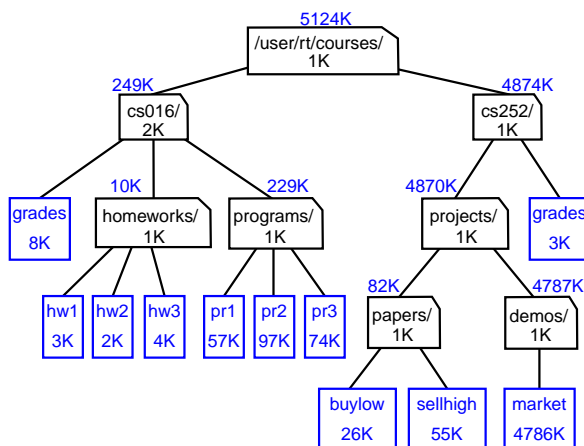 5124K
/user/rt/courses/
1K
249K
4874K
cs016/
2K
cs252/
1K
10K
229K
4870K
grades
8K
homeworks/
1K
programs/
1K
projects/
1K
grades
3K
82K
4787K
hw1
3K
hw2
2K
hw3
4K
pr1
57K
pr2
97K
pr3
74K
papers/
1K
demos/
1K
buylow
26K
sellhigh
55K
market
4786K